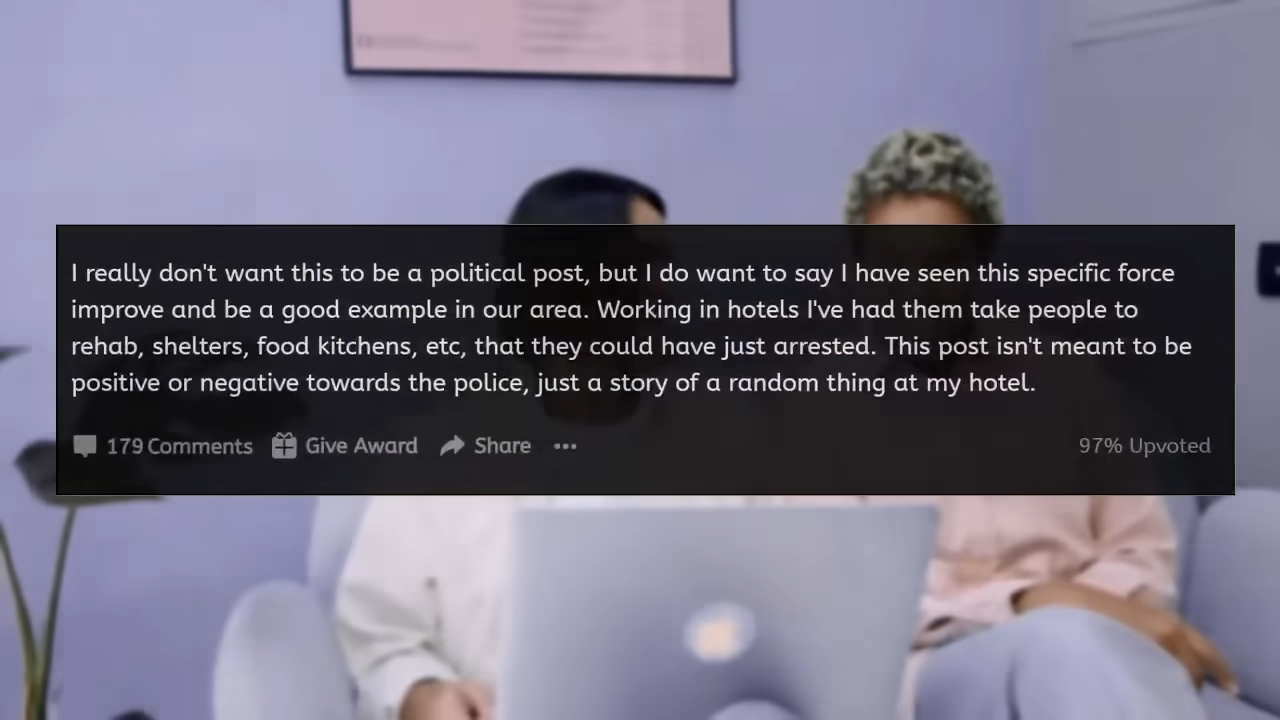 I really don't want this to be a political post, but I do want to say I have seen this specific force
improve and be a good example in our area. Working in hotels I've had them take people to
rehab, shelters, food kitchens, etc, that they could have just arrested. This post isn't meant to be
positive or negative towards the police, just a story of a random thing at my hotel.
179 Comments Give Award Share ••• 97% Upvoted